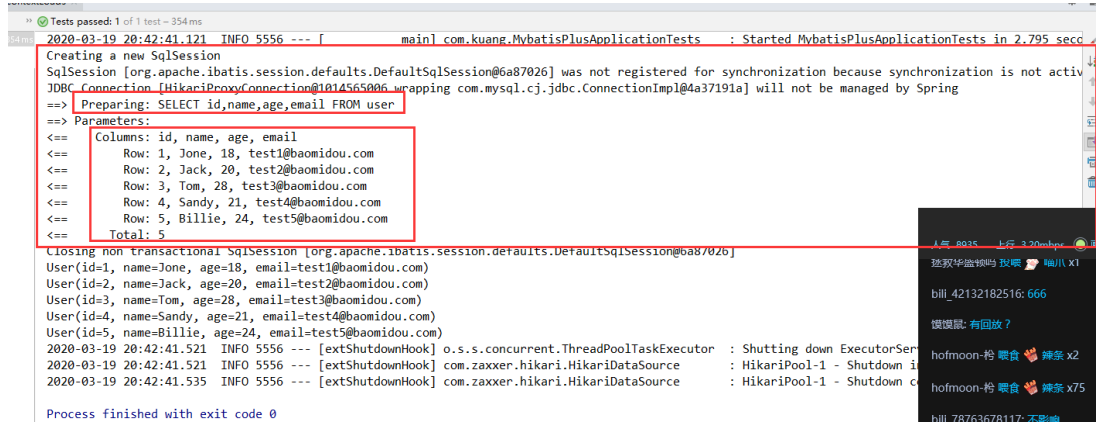 Tests passed: 1 of 1 test – 354 ms
2020-03-19 20:42:41.121  INFO 5556 --- [           main] com.kuang.MybatisPlusApplicationTests    : Started MybatisPlusApplicationTests in 2.795 secc
Creating a new SqlSession
SqlSession [org.apache.ibatis.session.defaults.DefaultSqlSession@6a87026] was not registered for synchronization because synchronization is not activ
JDBC Connection [HikariProxyConnection@1014565006 wrapping com.mysql.cj.jdbc.ConnectionImpl@4a37191a] will not be managed by Spring
==>  Preparing: SELECT id,name,age,email FROM user
==> Parameters:
<==    Columns: id, name, age, email
<==        Row: 1, Jone, 18, test1@baomidou.com
<==        Row: 2, Jack, 20, test2@baomidou.com
<==        Row: 3, Tom, 28, test3@baomidou.com
<==        Row: 4, Sandy, 21, test4@baomidou.com
<==        Row: 5, Billie, 24, test5@baomidou.com
<==      Total: 5
Closing non transactional SqlSession [org.apache.ibatis.session.defaults.DefaultSqlSession@6a87026]
User(id=1, name=Jone, age=18, email=test1@baomidou.com)
User(id=2, name=Jack, age=20, email=test2@baomidou.com)
User(id=3, name=Tom, age=28, email=test3@baomidou.com)
User(id=4, name=Sandy, age=21, email=test4@baomidou.com)
User(id=5, name=Billie, age=24, email=test5@baomidou.com)
2020-03-19 20:42:41.521  INFO 5556 --- [extShutdownHook] o.s.s.concurrent.ThreadPoolTaskExecutor  : Shutting down ExecutorSer
2020-03-19 20:42:41.521  INFO 5556 --- [extShutdownHook] com.zaxxer.hikari.HikariDataSource       : HikariPool-1 - Shutdown i
2020-03-19 20:42:41.535  INFO 5556 --- [extShutdownHook] com.zaxxer.hikari.HikariDataSource       : HikariPool-1 - Shutdown c
Process finished with exit code 0
人气 8935 上行 3.20mbps
拯救华盛顿吗 投喂 喵爪 x1
bili_42132182516: 666
馍馍鼠: 有回放？
hofmoon-枍 喂食 辣条 x2
hofmoon-枍 喂食 辣条 x75
bili_78763678117: 不影响